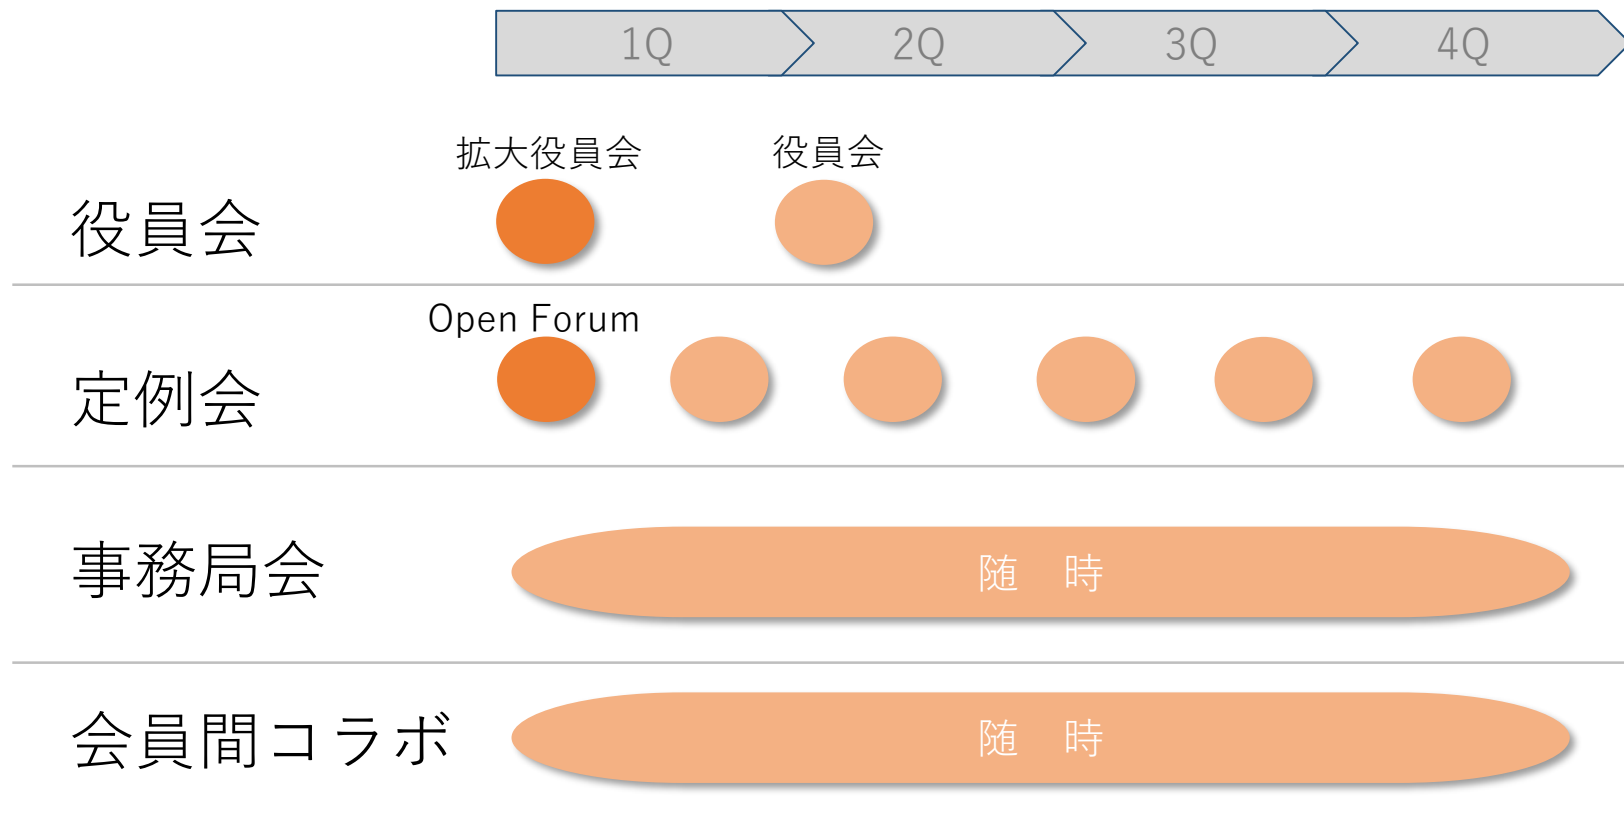 1Q 2Q 3Q 4Q
拡大役員会 役員会
役員会
Open Forum
定例会
事務局会 随　時
会員間コラボ 随　時